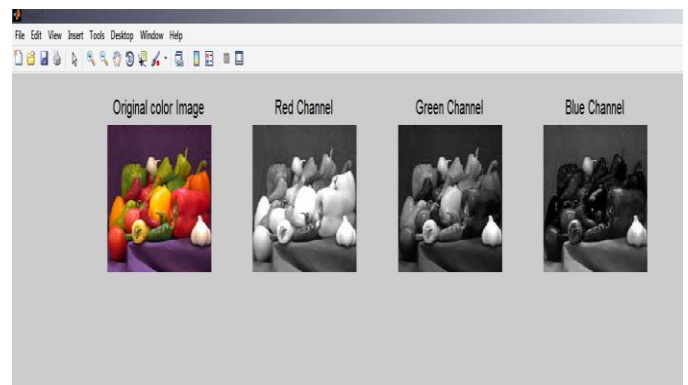 File Edit View Insert Tools Desktop Window Help
Original color Image Red Channel Green Channel Blue Channel